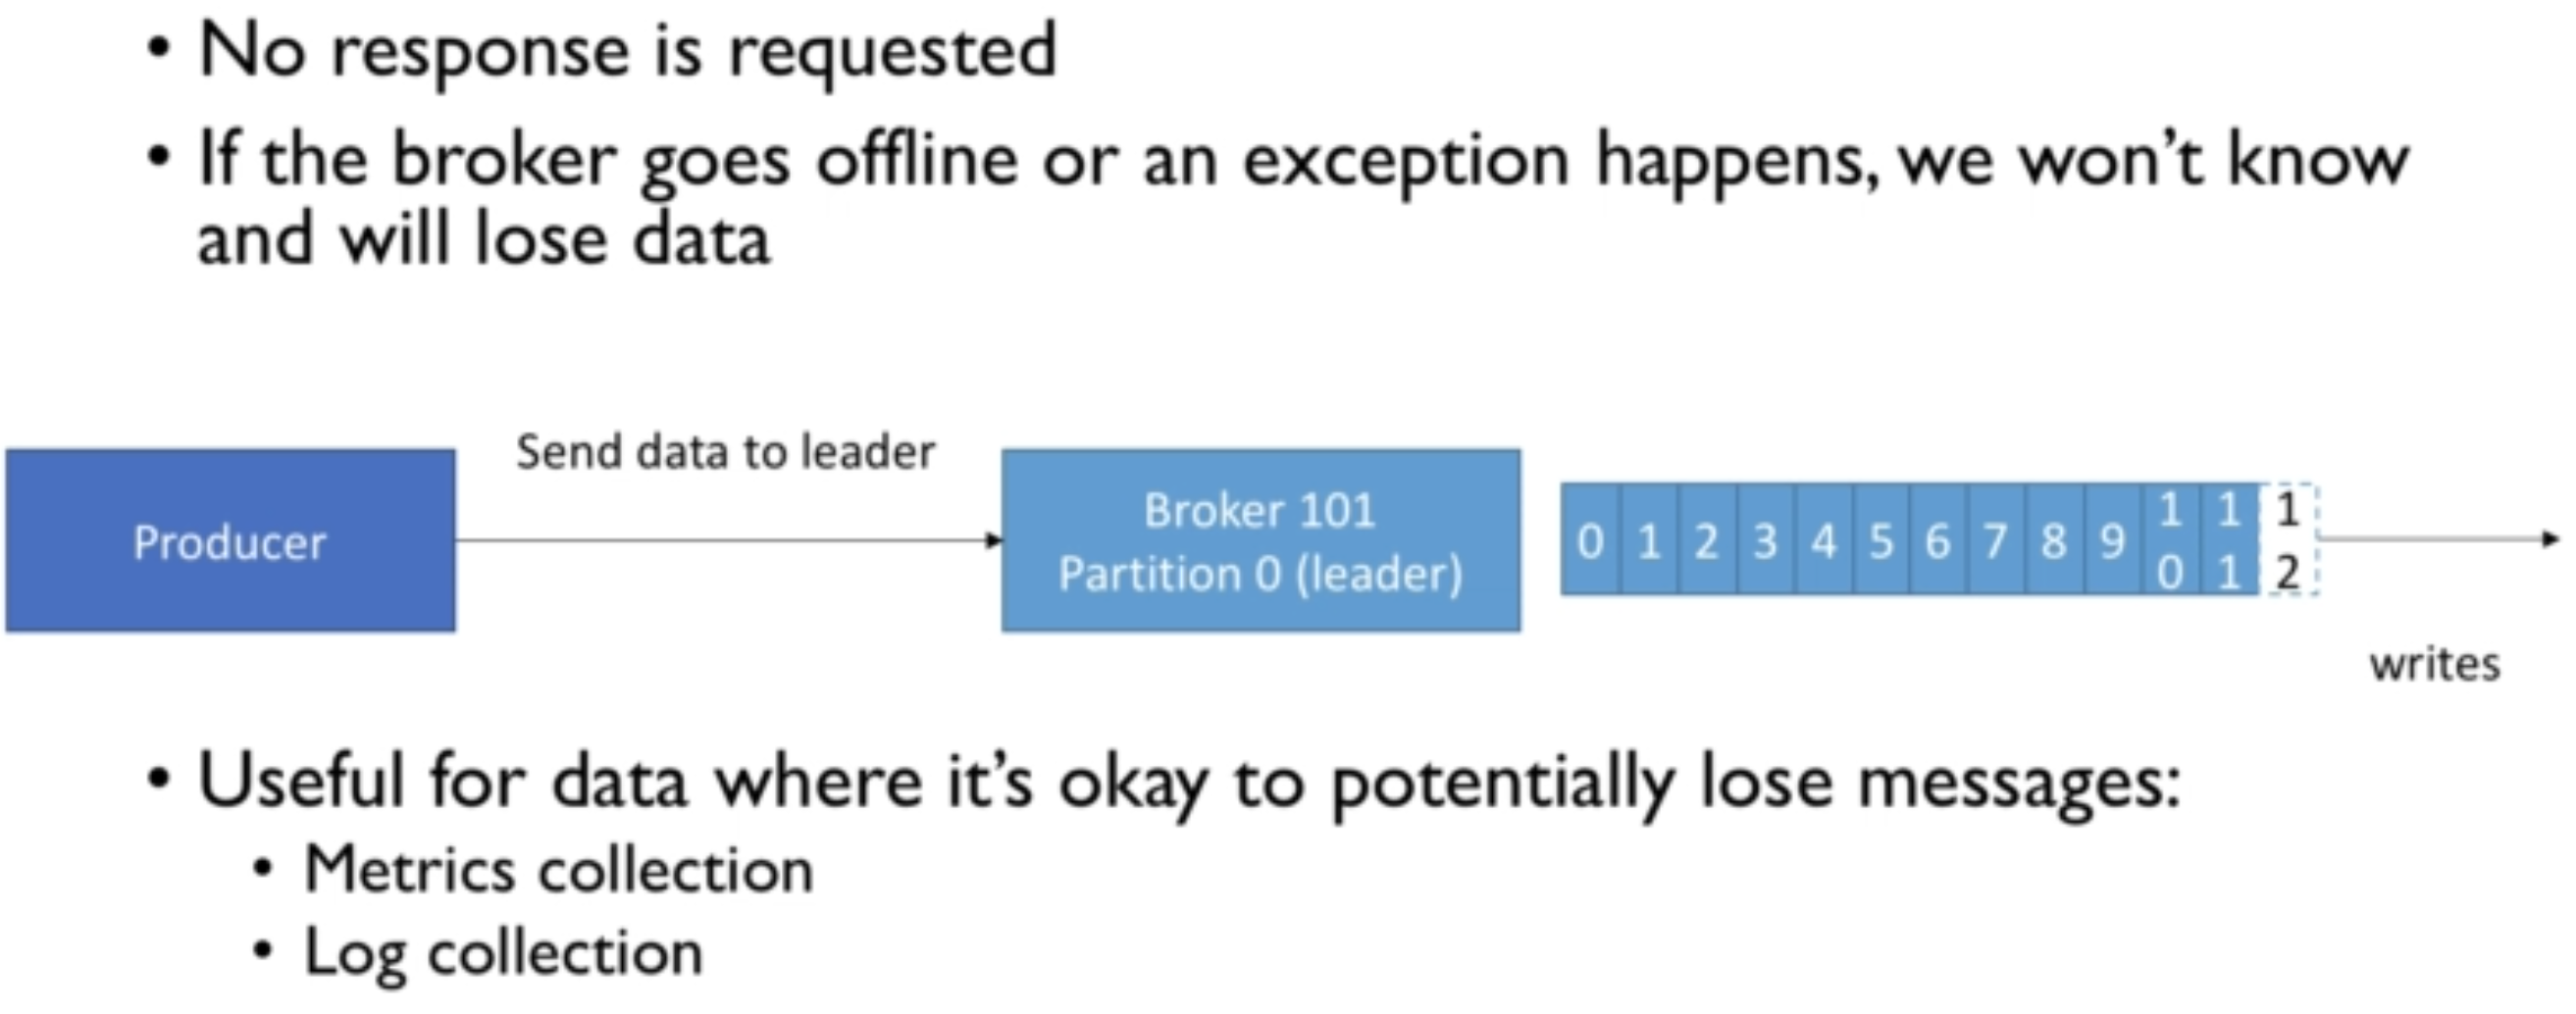 • No response is requested
• If the broker goes offline or an exception happens, we won’t know
and will lose data
Send data to leader
Producer
Broker 101
Partition 0 (leader)
0 1 2 3 4 5 6 7 8 9 10 11 12
writes
• Useful for data where it’s okay to potentially lose messages:
• Metrics collection
• Log collection